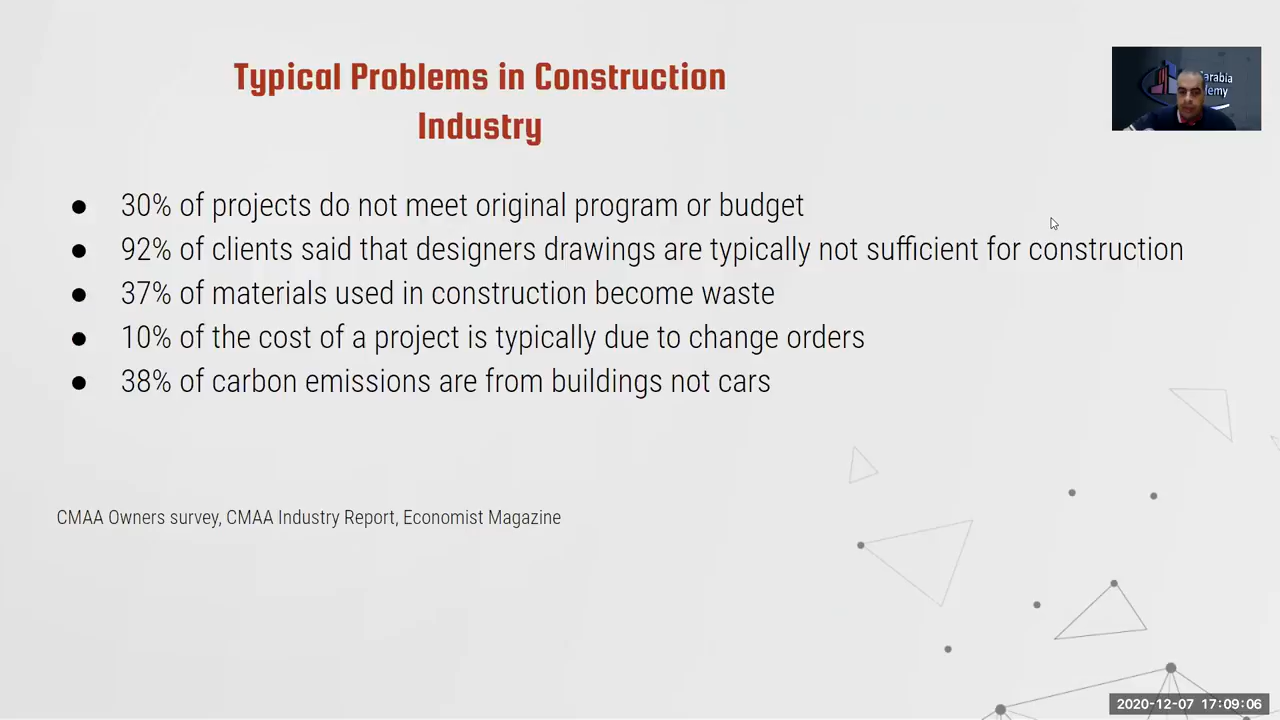 Typical Problems in Construction
Industry
● 30% of projects do not meet original program or budget
● 92% of clients said that designers drawings are typically not sufficient for construction
● 37% of materials used in construction become waste
● 10% of the cost of a project is typically due to change orders
● 38% of carbon emissions are from buildings not cars
CMAA Owners survey, CMAA Industry Report, Economist Magazine
2020-12-07 17:09:06